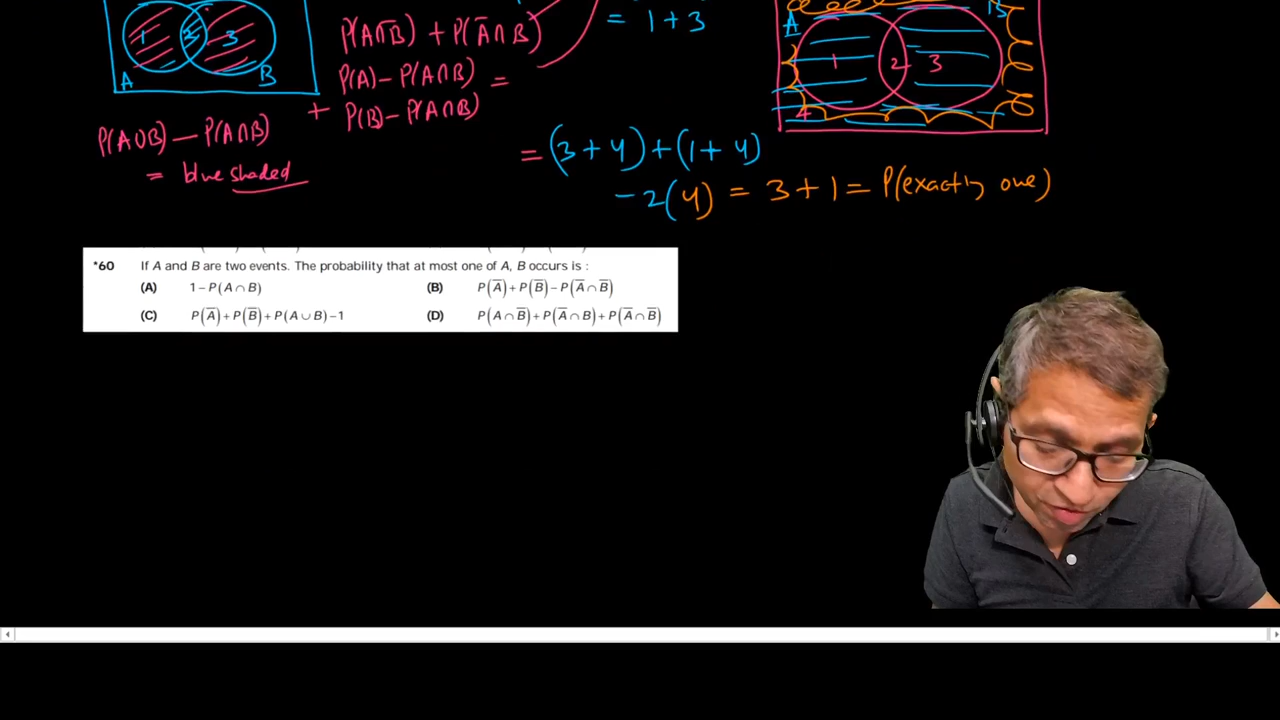 1 2 3
A B
P(A∩B̅) + P(A̅∩B)
P(A) − P(A∩B) =
+ P(B) − P(A∩B)
= 1 + 3
A B
1 2 3
4
P(A∪B) − P(A∩B)
= blue shaded
= (3 + 4) + (1 + 4)
− 2(4) = 3 + 1 = P(exactly one)
*60 If A and B are two events. The probability that at most one of A, B occurs is :
(A) 1 − P(A ∩ B) (B) P(A̅) + P(B̅) − P(A̅ ∩ B̅)
(C) P(A̅) + P(B̅) + P(A ∪ B) − 1 (D) P(A ∩ B̅) + P(A̅ ∩ B) + P(A̅ ∩ B̅)